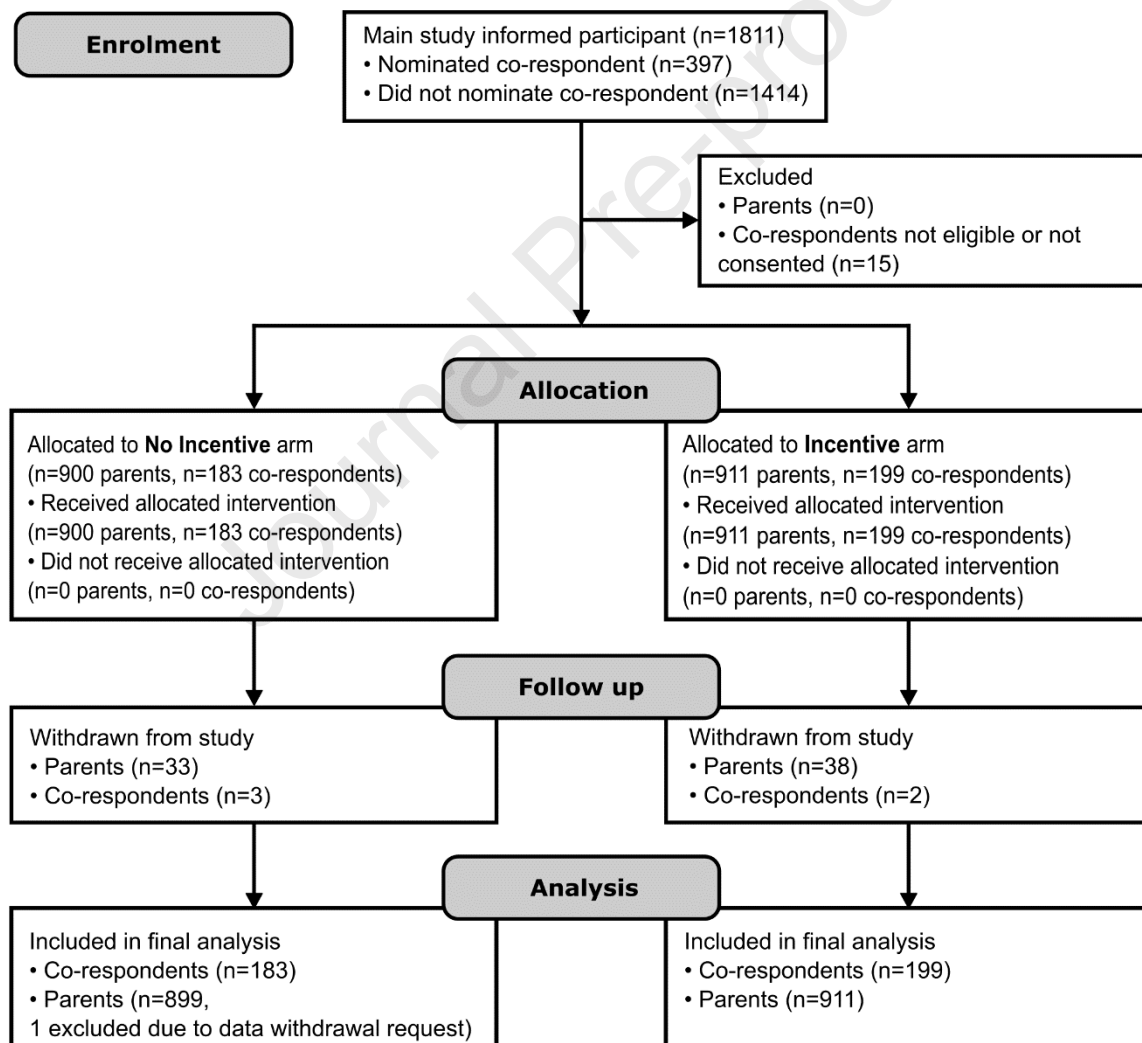 Enrolment
Main study informed participant (n=1811)
• Nominated co-respondent (n=397)
• Did not nominate co-respondent (n=1414)
Excluded
• Parents (n=0)
• Co-respondents not eligible or not
consented (n=15)
Allocation
Allocated to No Incentive arm
(n=900 parents, n=183 co-respondents)
• Received allocated intervention
(n=900 parents, n=183 co-respondents)
• Did not receive allocated intervention
(n=0 parents, n=0 co-respondents)
Allocated to Incentive arm
(n=911 parents, n=199 co-respondents)
• Received allocated intervention
(n=911 parents, n=199 co-respondents)
• Did not receive allocated intervention
(n=0 parents, n=0 co-respondents)
Follow up
Withdrawn from study
• Parents (n=33)
• Co-respondents (n=3)
Withdrawn from study
• Parents (n=38)
• Co-respondents (n=2)
Analysis
Included in final analysis
• Co-respondents (n=183)
• Parents (n=899,
1 excluded due to data withdrawal request)
Included in final analysis
• Co-respondents (n=199)
• Parents (n=911)
Journal Pre-proo